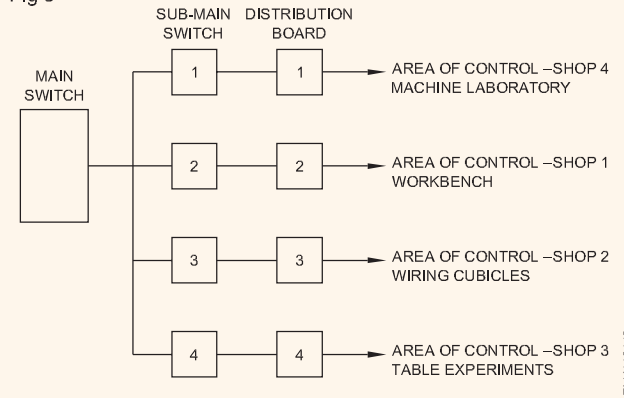 SUB-MAIN SWITCH
DISTRIBUTION BOARD
MAIN SWITCH
1
1
AREA OF CONTROL –SHOP 4
MACHINE LABORATORY
2
2
AREA OF CONTROL –SHOP 1
WORKBENCH
3
3
AREA OF CONTROL –SHOP 2
WIRING CUBICLES
4
4
AREA OF CONTROL –SHOP 3
TABLE EXPERIMENTS